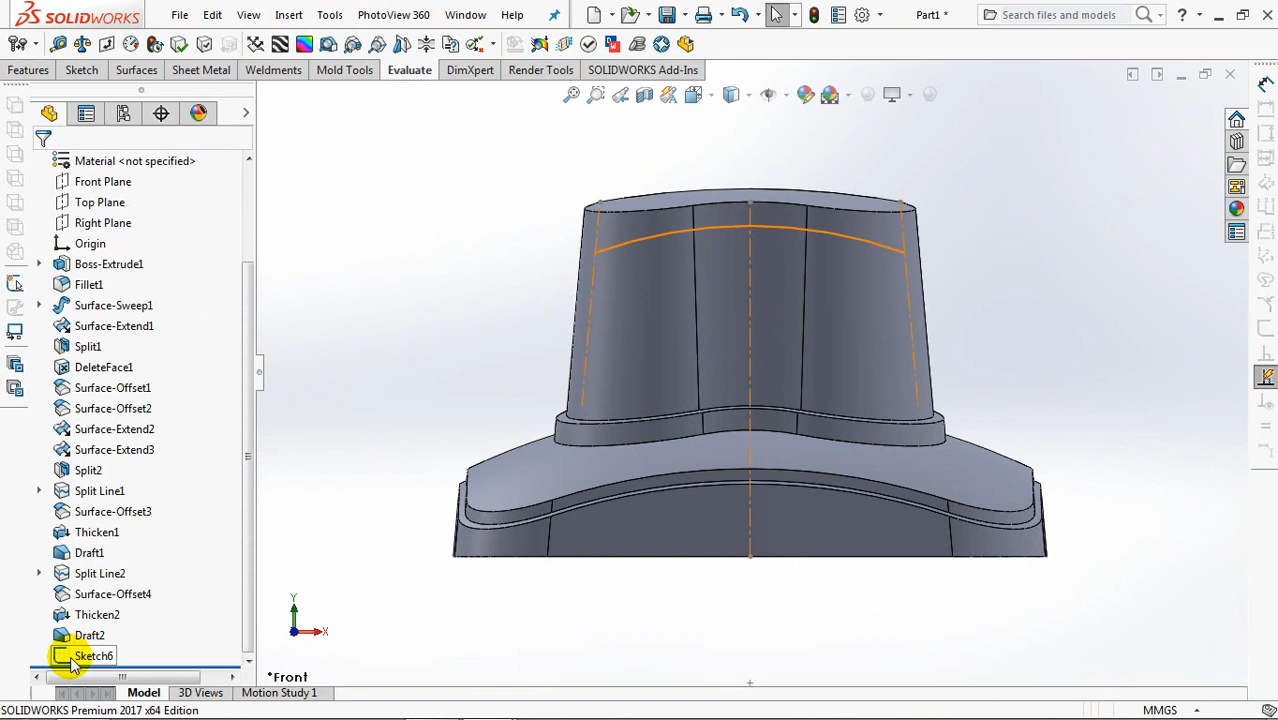 SOLIDWORKS File Edit View Insert Tools PhotoView 360 Window Help Part1 * Search files and models ?
Features Sketch Surfaces Sheet Metal Weldments Mold Tools Evaluate DimXpert Render Tools SOLIDWORKS Add-Ins
Material <not specified>
Front Plane
Top Plane
Right Plane
Origin
Boss-Extrude1
Fillet1
Surface-Sweep1
Surface-Extend1
Split1
DeleteFace1
Surface-Offset1
Surface-Offset2
Surface-Extend2
Surface-Extend3
Split2
Split Line1
Surface-Offset3
Thicken1
Draft1
Split Line2
Surface-Offset4
Thicken2
Draft2
Sketch6
Y
X
*Front
Model 3D Views Motion Study 1
SOLIDWORKS Premium 2017 x64 Edition MMGS